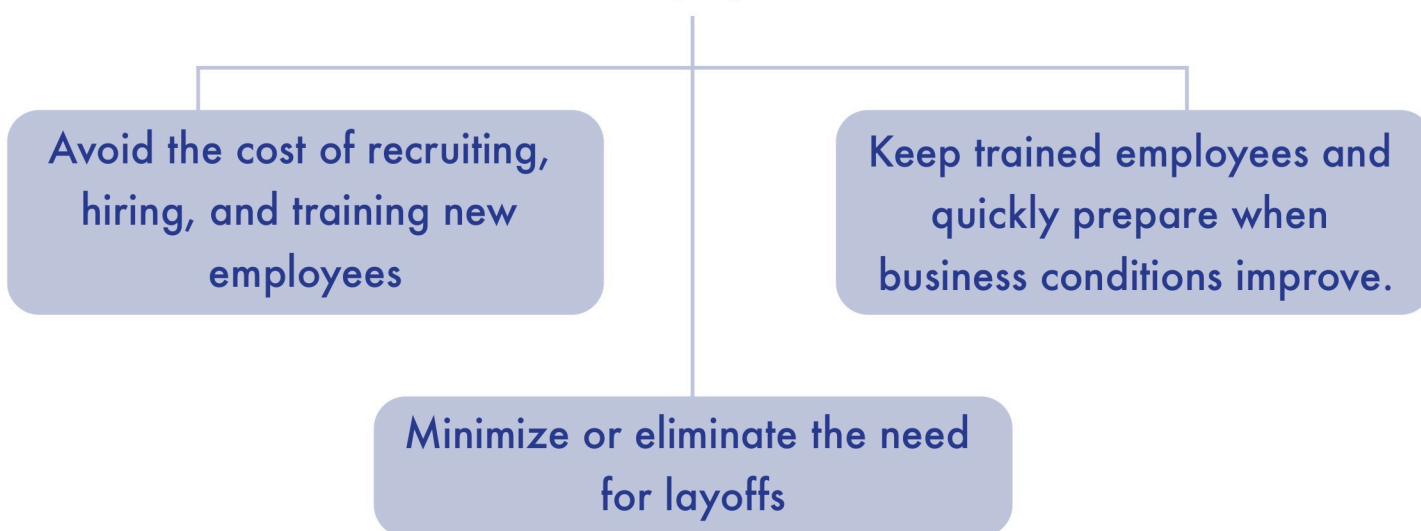 Avoid the cost of recruiting,
hiring, and training new
employees
Keep trained employees and
quickly prepare when
business conditions improve.
Minimize or eliminate the need
for layoffs